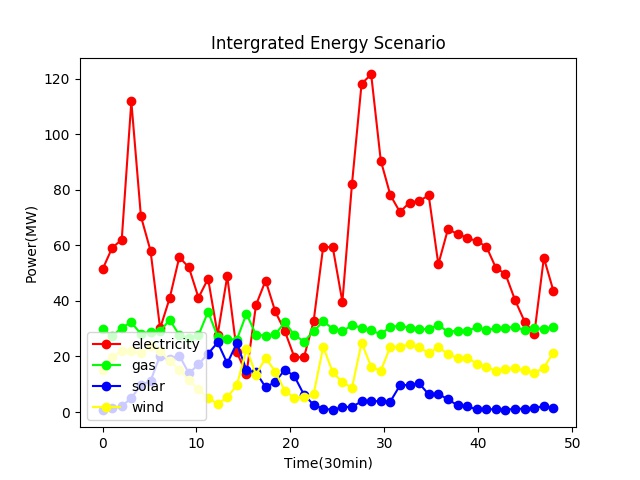 Intergrated Energy Scenario
Power(MW)
120
100
80
60
40
20
0
electricity
gas
solar
wind
0 10 20 30 40 50
Time(30min)